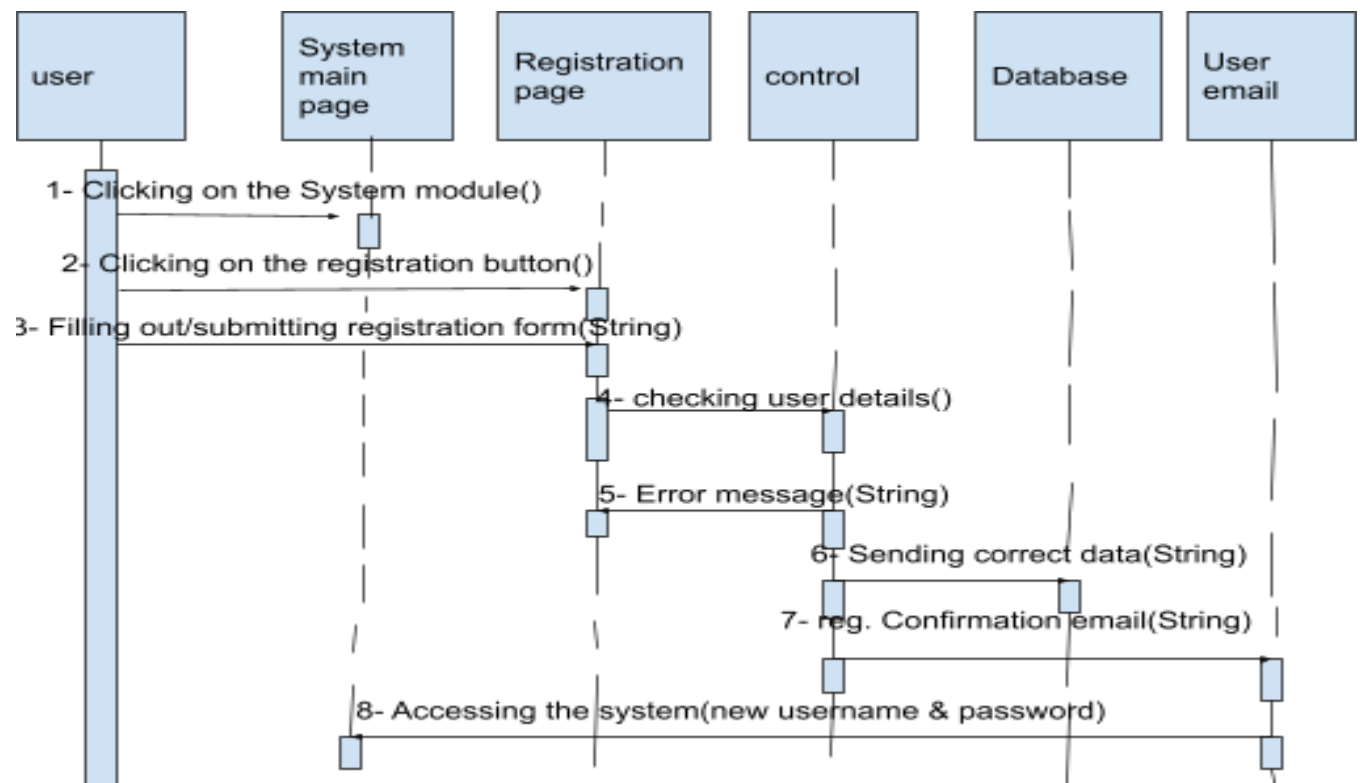 user
System
main
page
Registration
page
control
Database
User
email
1- Clicking on the System module()
2- Clicking on the registration button()
3- Filling out/submitting registration form(String)
4- checking user details()
5- Error message(String)
6- Sending correct data(String)
7- reg. Confirmation email(String)
8- Accessing the system(new username & password)